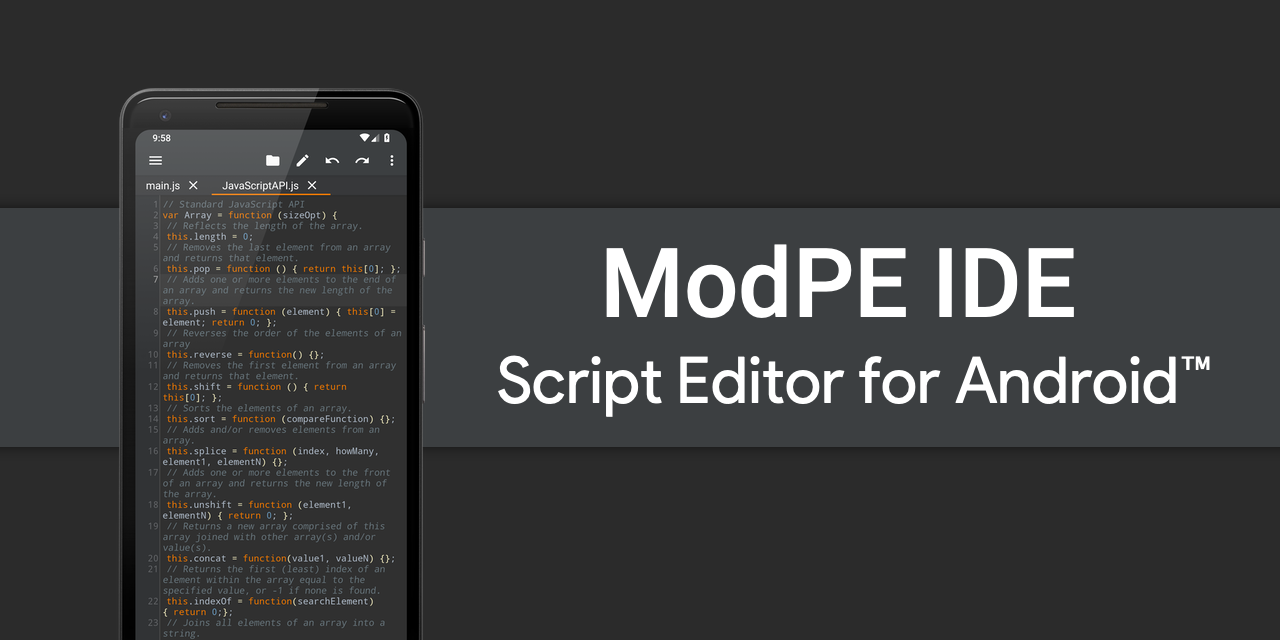 9:58
main.js
JavaScriptAPI.js
1 // Standard JavaScript API
2 var Array = function (sizeOpt) {
3 // Reflects the length of the array.
4 this.length = 0;
5 // Removes the last element from an array
and returns that element.
6 this.pop = function () { return this[0]; };
7 // Adds one or more elements to the end of
an array and returns the new length of the
array.
8 this.push = function (element) { this[0] =
element; return 0; };
9 // Reverses the order of the elements of an
array
10 this.reverse = function() {};
11 // Removes the first element from an array
and returns that element.
12 this.shift = function () { return
this[0]; };
13 // Sorts the elements of an array.
14 this.sort = function (compareFunction) {};
15 // Adds and/or removes elements from an
array.
16 this.splice = function (index, howMany,
element1, elementN) {};
17 // Adds one or more elements to the front
of an array and returns the new length of
the array.
18 this.unshift = function (element1,
elementN) { return 0; };
19 // Returns a new array comprised of this
array joined with other array(s) and/or
value(s).
20 this.concat = function(value1, valueN) {};
21 // Returns the first (least) index of an
element within the array equal to the
specified value, or -1 if none is found.
22 this.indexOf = function(searchElement)
{ return 0;};
23 // Joins all elements of an array into a
string.
ModPE IDE
Script Editor for Android™